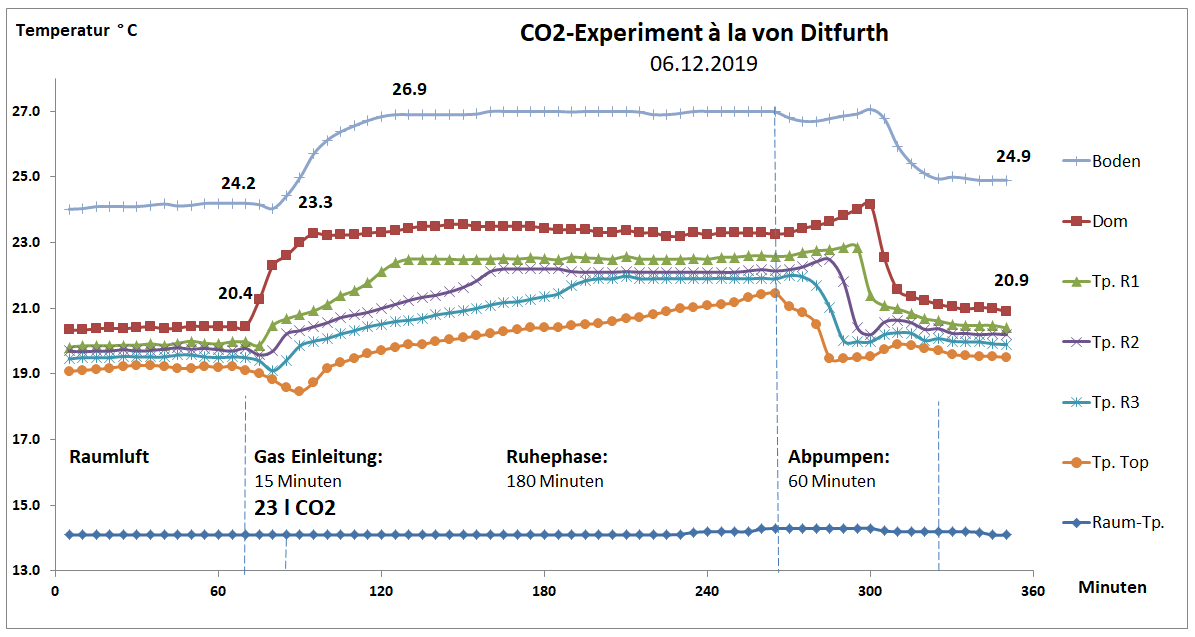 CO2-Experiment à la von Ditfurth
06.12.2019
Temperatur °C
27.0
25.0
23.0
21.0
19.0
17.0
15.0
13.0
24.2
26.9
23.3
20.4
24.9
20.9
Raumluft
Gas Einleitung:
15 Minuten
23 l CO2
Ruhephase:
180 Minuten
Abpumpen:
60 Minuten
0
60
120
180
240
300
360
Minuten
Boden
Dom
Tp. R1
Tp. R2
Tp. R3
Tp. Top
Raum-Tp.